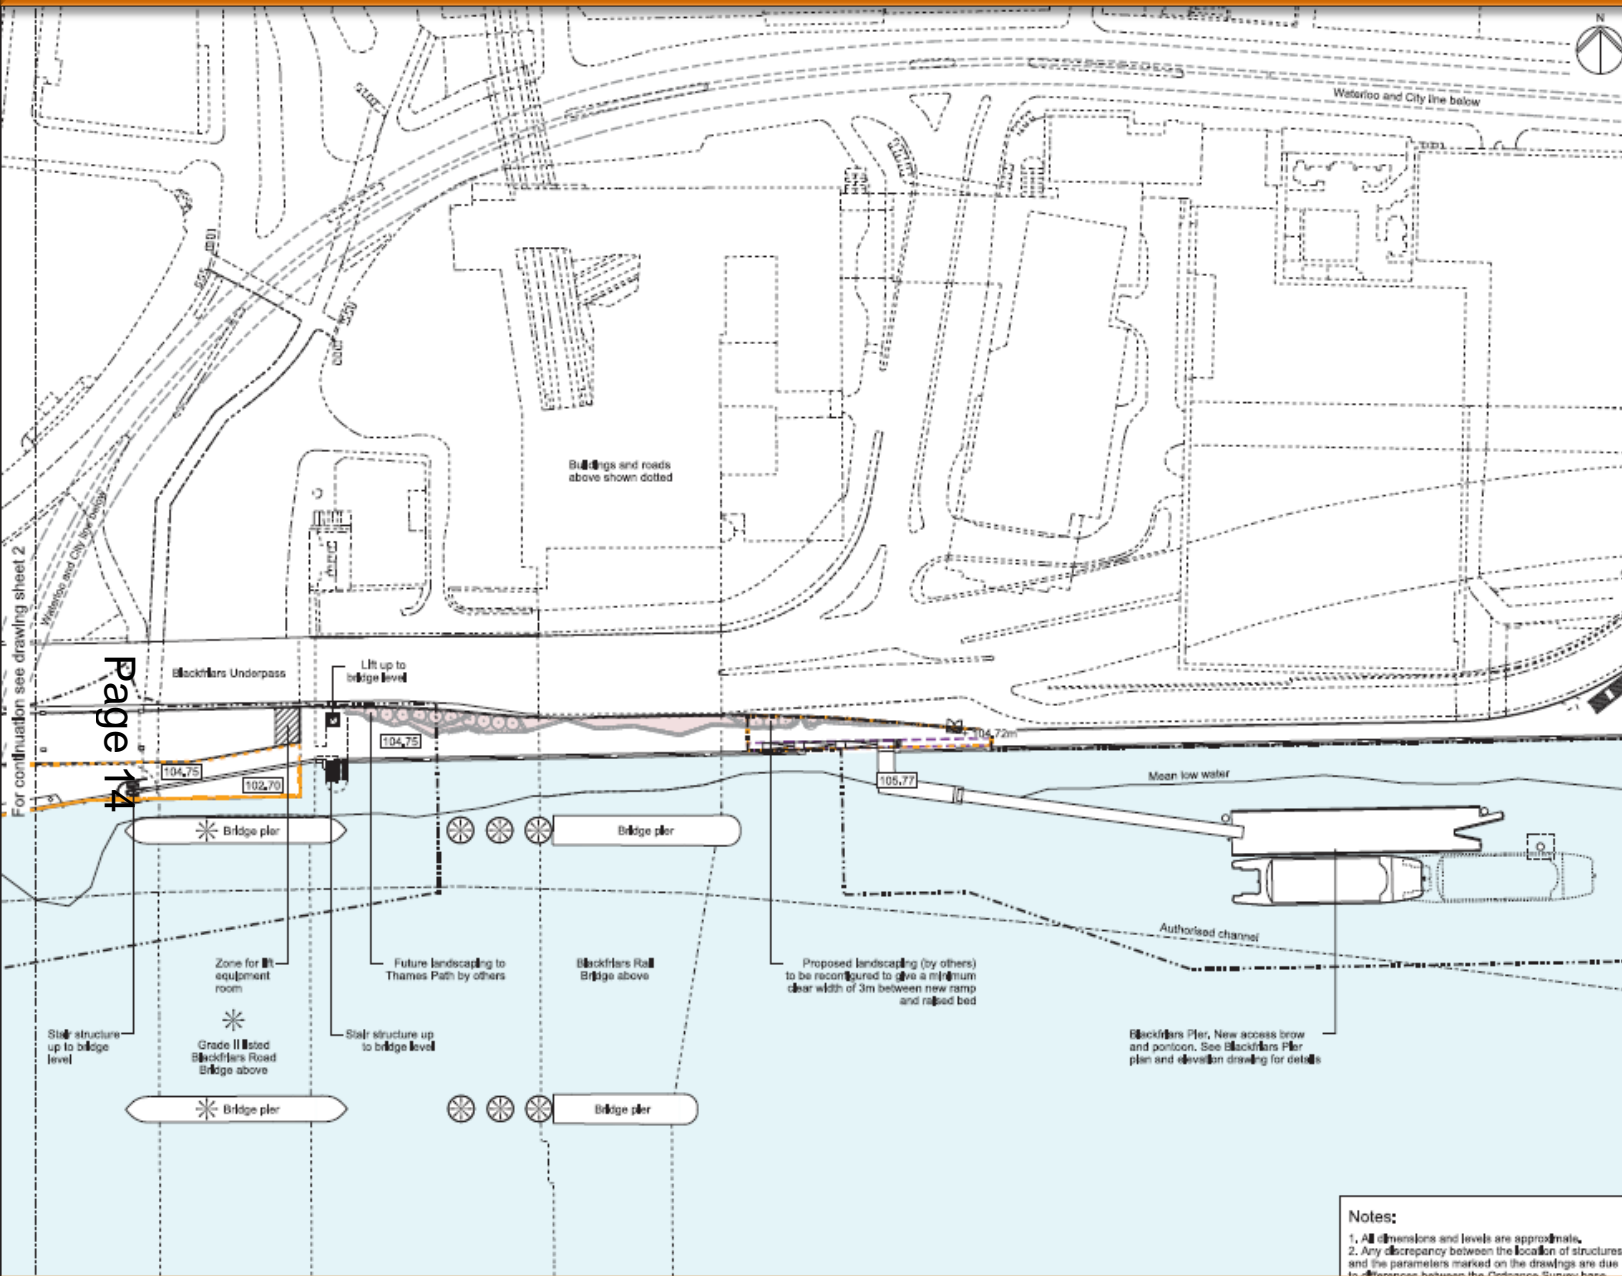 N
Waterloo and City line below
Buildings and roads
above shown dotted
Waterloo and City line below
For continuation see drawing sheet 2
Page 14
Blackfriars Underpass
Lift up to
bridge level
104.75
104.75
102.70
104.72m
105.77
Mean low water
Bridge pier
Bridge pier
Authorised channel
Zone for lift
equipment
room
Future landscaping to
Thames Path by others
Blackfriars Rail
Bridge above
Proposed landscaping (by others)
to be reconfigured to give a minimum
clear width of 3m between new ramp
and raised bed
Stair structure
up to bridge
level
Grade II listed
Blackfriars Road
Bridge above
Stair structure up
to bridge level
Blackfriars Pier, New access brow
and pontoon. See Blackfriars Pier
plan and elevation drawing for details
Bridge pier
Bridge pier
Notes:
1. All dimensions and levels are approximate.
2. Any discrepancy between the location of structures
and the parameters marked on the drawings are due
to differences between the Ordnance Survey base